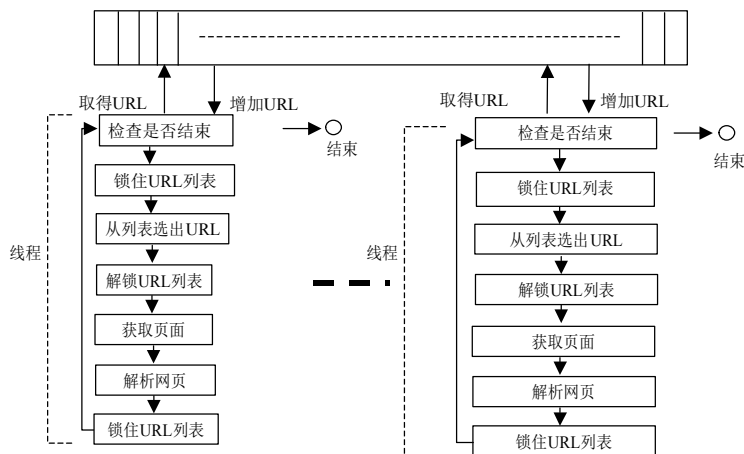 取得URL
增加URL
检查是否结束
结束
锁住URL列表
从列表选出URL
线程
解锁URL列表
获取页面
解析网页
锁住URL列表
取得URL
增加URL
检查是否结束
结束
锁住URL列表
从列表选出URL
线程
解锁URL列表
获取页面
解析网页
锁住URL列表